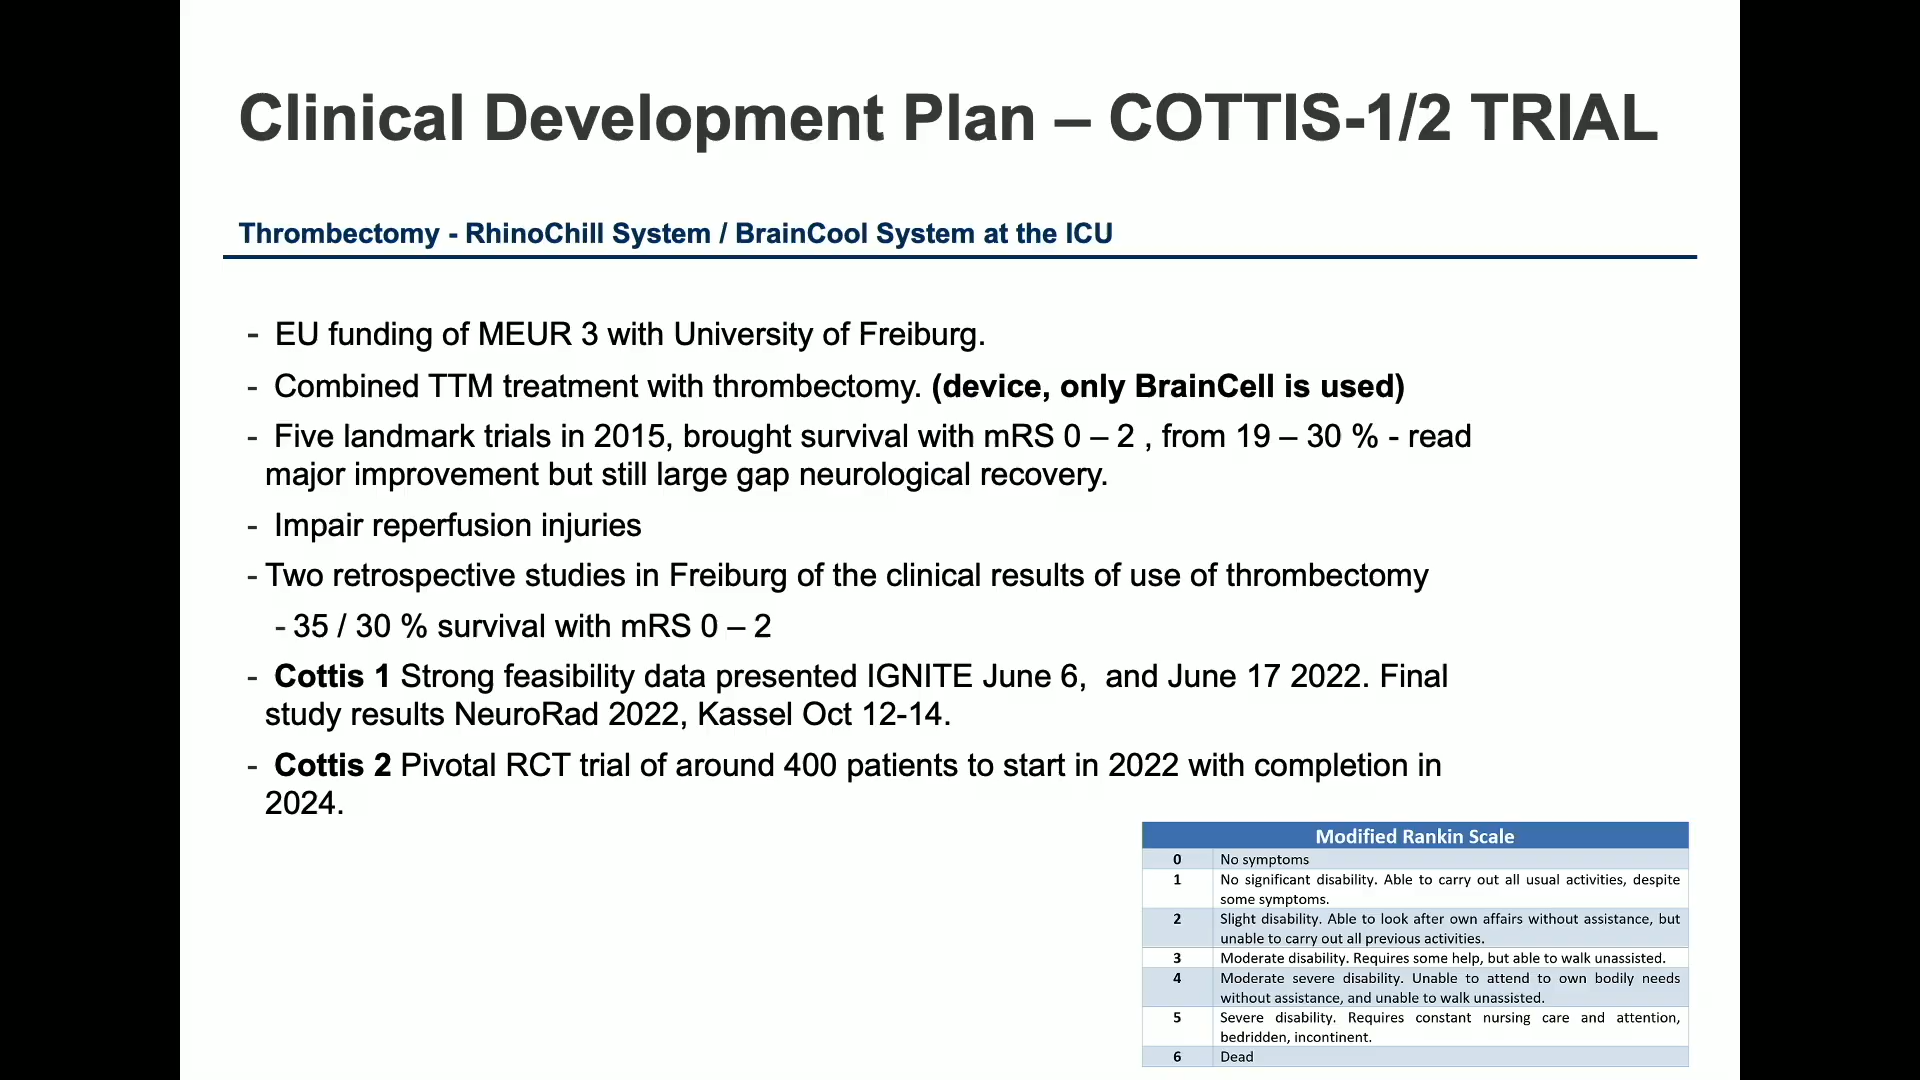 Clinical Development Plan – COTTIS-1/2 TRIAL
Thrombectomy - RhinoChill System / BrainCool System at the ICU
- EU funding of MEUR 3 with University of Freiburg.
- Combined TTM treatment with thrombectomy. (device, only BrainCell is used)
- Five landmark trials in 2015, brought survival with mRS 0 – 2 , from 19 – 30 % - read
major improvement but still large gap neurological recovery.
- Impair reperfusion injuries
- Two retrospective studies in Freiburg of the clinical results of use of thrombectomy
- 35 / 30 % survival with mRS 0 – 2
- Cottis 1 Strong feasibility data presented IGNITE June 6, and June 17 2022. Final
study results NeuroRad 2022, Kassel Oct 12-14.
- Cottis 2 Pivotal RCT trial of around 400 patients to start in 2022 with completion in
2024.
Modified Rankin Scale
0 No symptoms
1 No significant disability. Able to carry out all usual activities, despite
some symptoms.
2 Slight disability. Able to look after own affairs without assistance, but
unable to carry out all previous activities.
3 Moderate disability. Requires some help, but able to walk unassisted.
4 Moderate severe disability. Unable to attend to own bodily needs
without assistance, and unable to walk unassisted.
5 Severe disability. Requires constant nursing care and attention,
bedridden, incontinent.
6 Dead